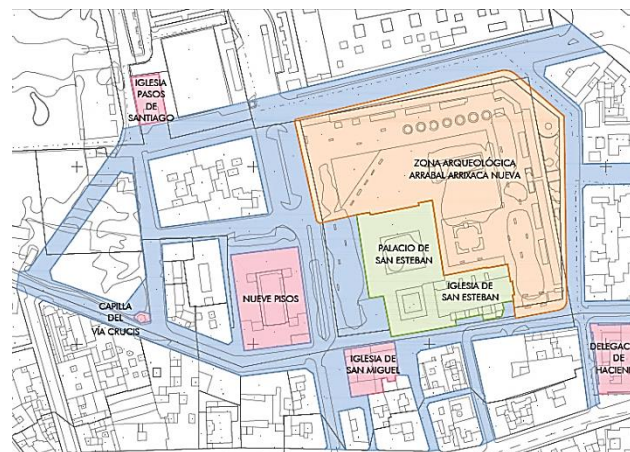 IGLESIA
PASOS
DE
SANTIAGO
ZONA ARQUEOLÓGICA
ARRABAL ARRIXACA NUEVA
PALACIO DE
SAN ESTEBAN
IGLESIA DE
SAN ESTEBAN
NUEVE PISOS
CAPILLA
DEL
VÍA CRUCIS
IGLESIA DE
SAN MIGUEL
DELEGAC
DE
HACIEN